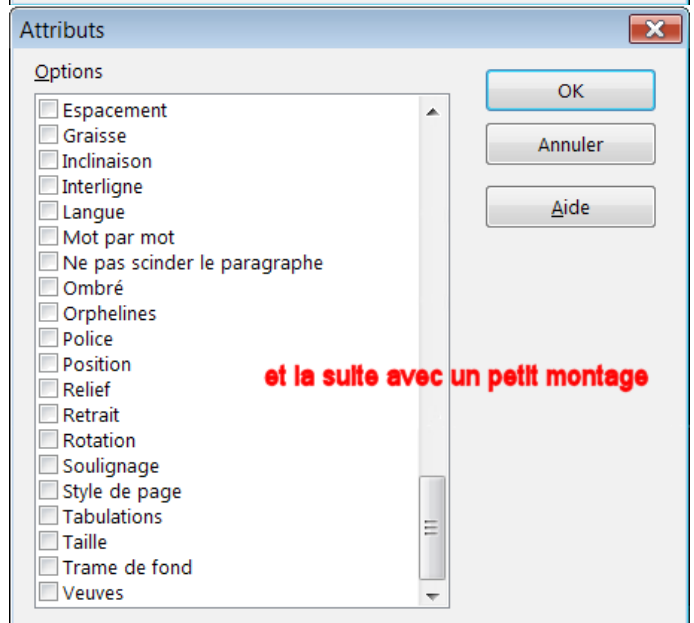 Attributs
Options
OK
Espacement
Graisse
Annuler
Inclinaison
Interligne
Langue
Aide
Mot par mot
Ne pas scinder le paragraphe
Ombré
Orphelines
Police
Position
et la suite avec un petit montage
Relief
Retrait
Rotation
Soulignage
Style de page
Tabulations
Taille
Trame de fond
Veuves